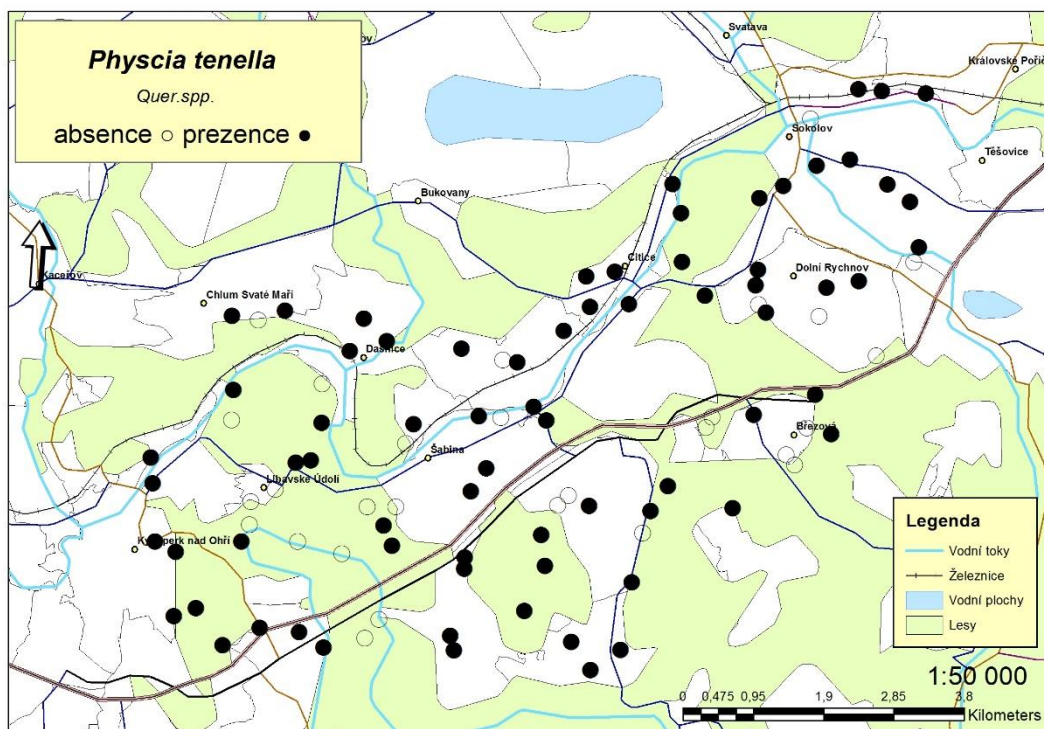 Physcia tenella
Quer.spp.
absence ○ prezence ●
ov
Svatava
Královské Poříč
Sokolov
Těšovice
Bukovany
Kaceřov
Citice
Dolní Rychnov
Chlum Svaté Maří
Dasnice
Březová
Šabina
Libavské Údolí
Kynšperk nad Ohří
Legenda
Vodní toky
Železnice
Vodní plochy
Lesy
1:50 000
0 0,475 0,95 1,9 2,85 3,8
Kilometers